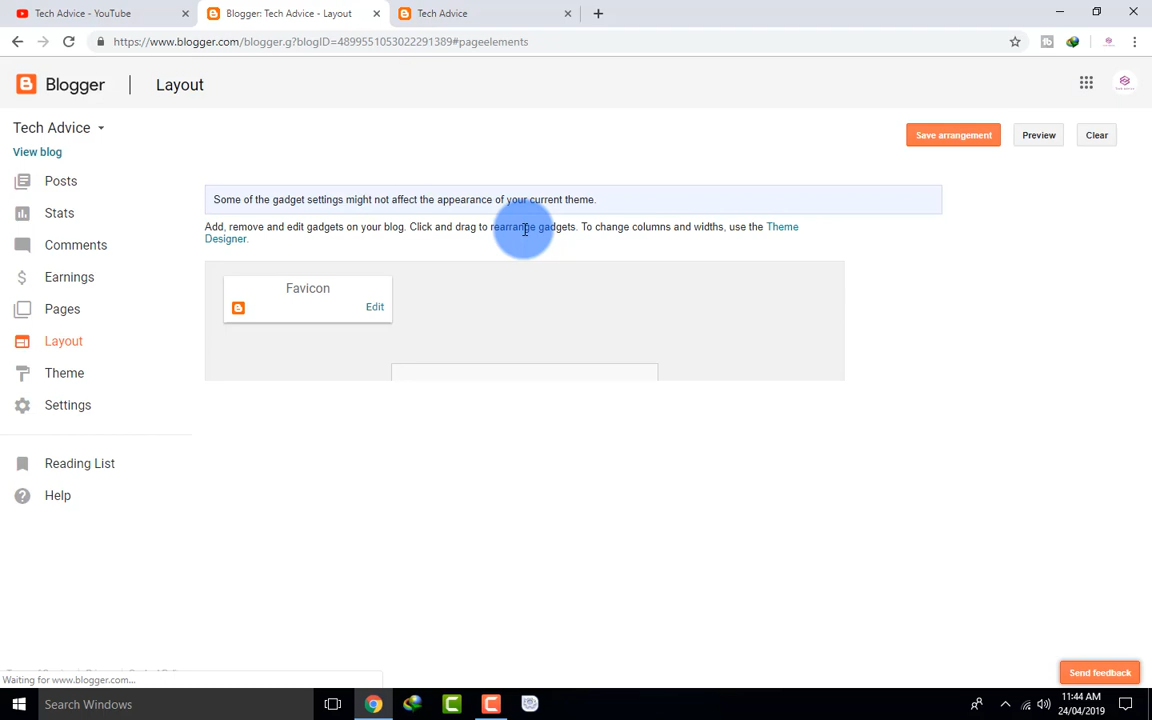 Tech Advice - YouTube
Blogger: Tech Advice - Layout
Tech Advice
https://www.blogger.com/blogger.g?blogID=4899551053022291389#pageelements
Blogger
Layout
Tech Advice
View blog
Save arrangement
Preview
Clear
Posts
Stats
Comments
Earnings
Pages
Layout
Theme
Settings
Reading List
Help
Some of the gadget settings might not affect the appearance of your current theme.
Add, remove and edit gadgets on your blog. Click and drag to rearrange gadgets. To change columns and widths, use the Theme
Designer.
Favicon
Edit
Send feedback
Waiting for www.blogger.com...
Search Windows
11:44 AM
24/04/2019